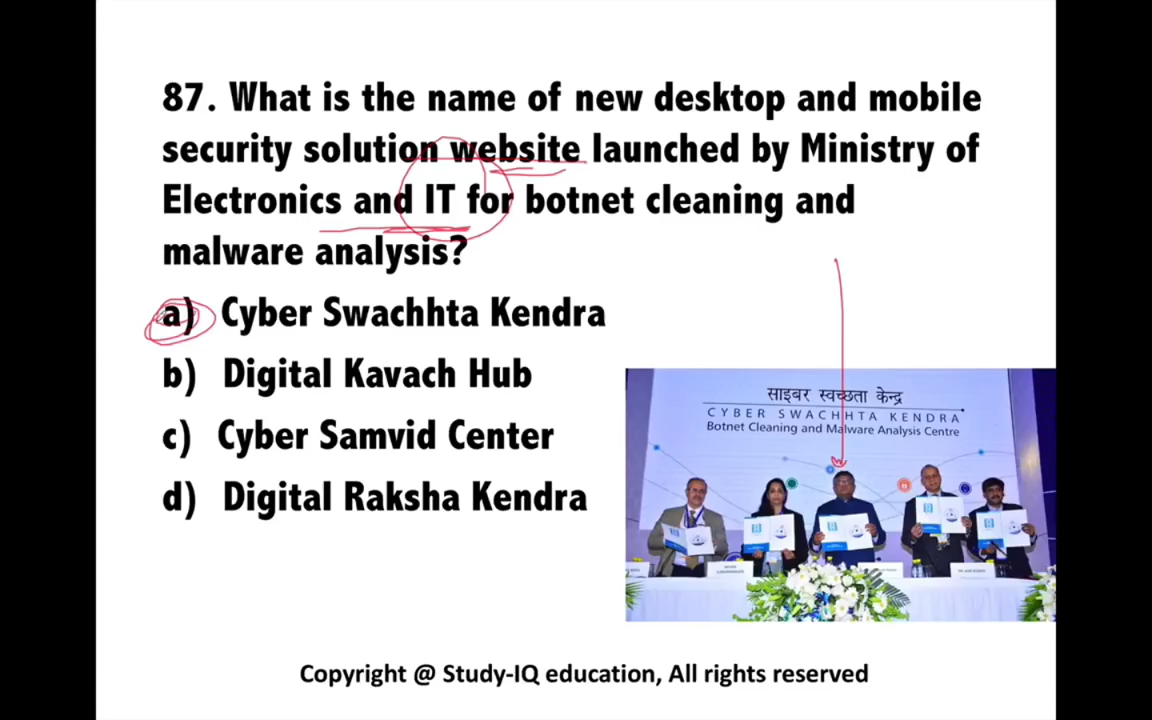 87. What is the name of new desktop and mobile
security solution website launched by Ministry of
Electronics and IT for botnet cleaning and
malware analysis?
a) Cyber Swachhta Kendra
b) Digital Kavach Hub
c) Cyber Samvid Center
d) Digital Raksha Kendra
साइबर स्वच्छता केन्द्र
CYBER SWACHHTA KENDRA
Botnet Cleaning and Malware Analysis Centre
Copyright @ Study-IQ education, All rights reserved